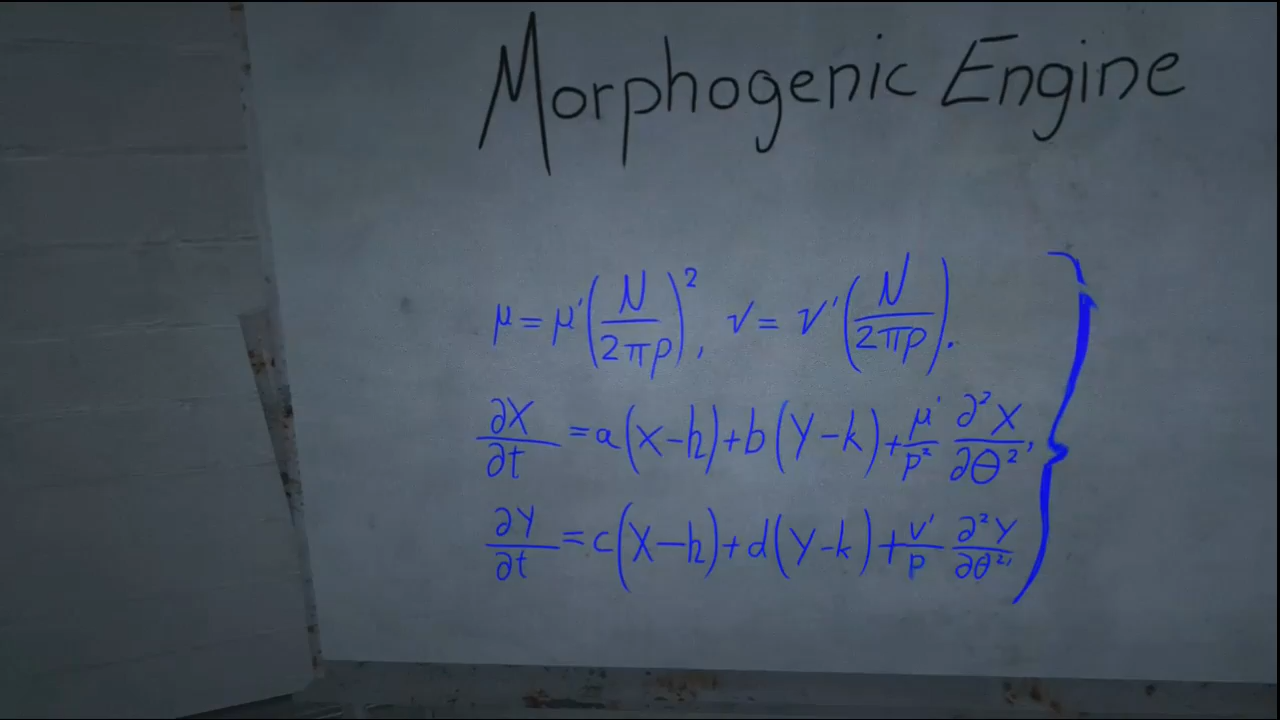 Morphogenic Engine
μ = μ'(N/2πρ)², ν = ν'(N/2πρ).
∂X/∂t = a(X-h)+b(Y-k)+μ'/ρ² ∂²X/∂θ²,
∂Y/∂t = c(X-h)+d(Y-k)+ν'/ρ ∂²Y/∂θ²,